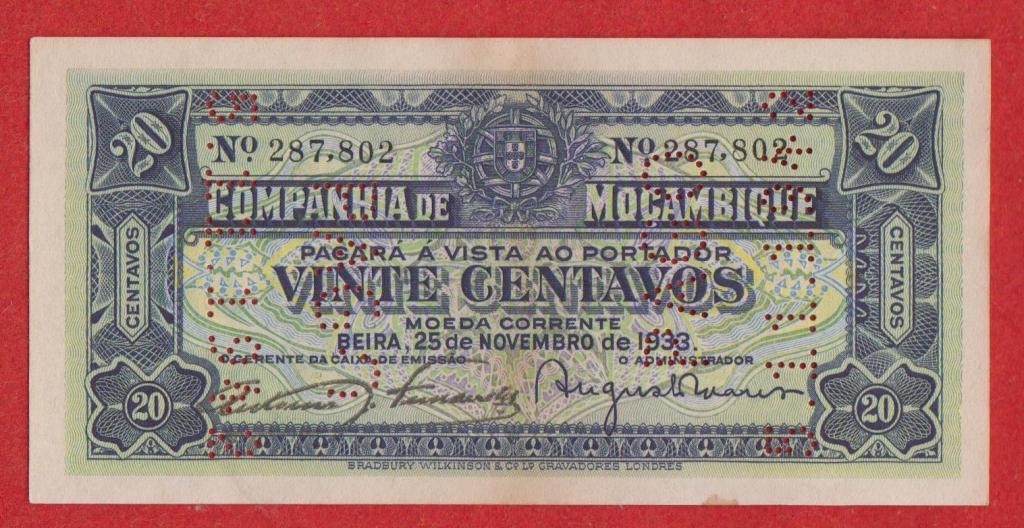 20
20
Nº 287,802
Nº 287,802
COMPANHIA DE MOÇAMBIQUE
PAGARÁ Á VISTA AO PORTADOR
VINTE CENTAVOS
MOEDA CORRENTE
BEIRA, 25 de NOVEMBRO de 1933.
O GERENTE DA CAIXA DE EMISSÃO
O ADMINISTRADOR
CENTAVOS
CENTAVOS
20
20
BRADBURY, WILKINSON & Cº Lº GRAVADORES LONDRES